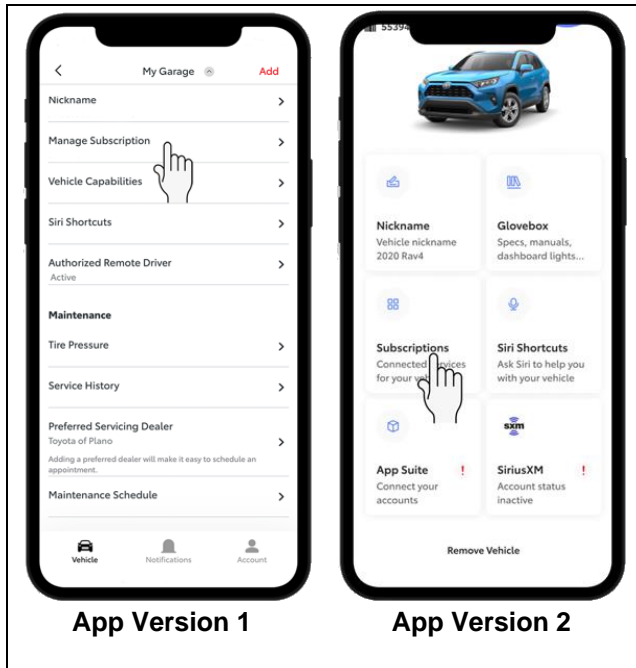 My Garage
Add
Nickname
Manage Subscription
Vehicle Capabilities
Siri Shortcuts
Authorized Remote Driver
Active
Maintenance
Tire Pressure
Service History
Preferred Servicing Dealer
Toyota of Plano
Adding a preferred dealer will make it easy to schedule an
appointment.
Maintenance Schedule
Vehicle
Notifications
Account
App Version 1
Nickname
Vehicle nickname
2020 Rav4
Glovebox
Specs, manuals,
dashboard lights...
Subscriptions
Connected services
for your
Siri Shortcuts
Ask Siri to help you
with your vehicle
App Suite
!
Connect your
accounts
sxm
SiriusXM
!
Account status
inactive
Remove Vehicle
App Version 2